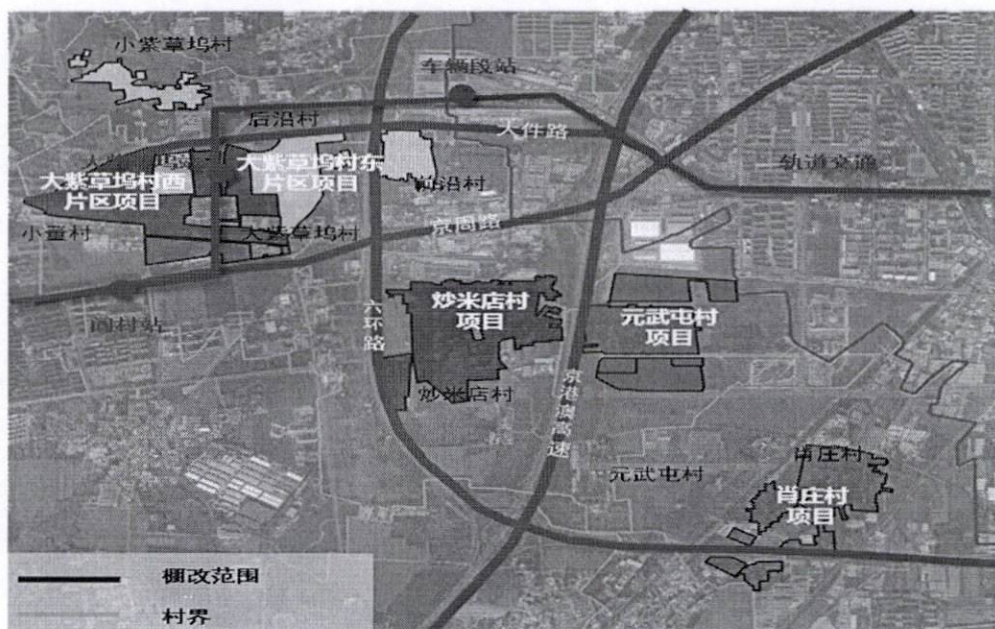 小紫草坞村
车辆段站
后沿村
大件路
大紫草坞村东
片区项目
大紫草坞村西
片区项目
前沿村
轨道交通
小董村
大紫草坞村
京周路
炒米店村
项目
元武屯村
项目
六环路
阎村站
炒米店村
京港澳高速
元武屯村
肖庄村
肖庄村
项目
棚改范围
村界